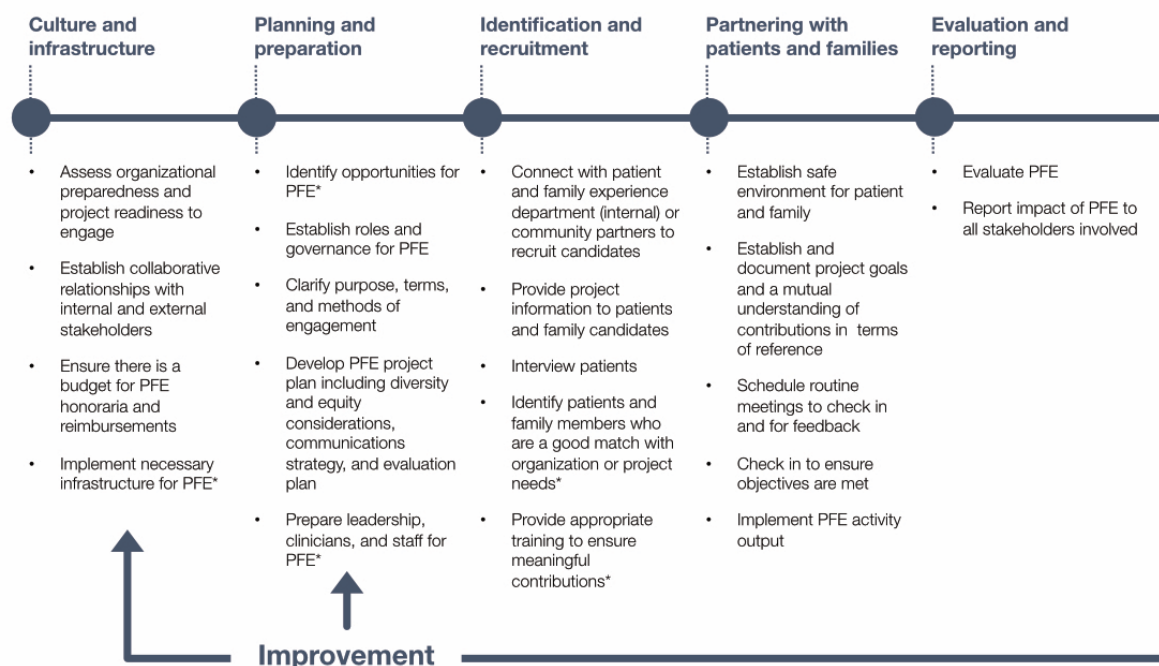 Culture and
infrastructure
Planning and
preparation
Identification and
recruitment
Partnering with
patients and families
Evaluation and
reporting
• Assess organizational
preparedness and
project readiness to
engage
• Establish collaborative
relationships with
internal and external
stakeholders
• Ensure there is a
budget for PFE
honoraria and
reimbursements
• Implement necessary
infrastructure for PFE*
• Identify opportunities for
PFE*
• Establish roles and
governance for PFE
• Clarify purpose, terms,
and methods of
engagement
• Develop PFE project
plan including diversity
and equity
considerations,
communications
strategy, and evaluation
plan
• Prepare leadership,
clinicians, and staff for
PFE*
• Connect with patient
and family experience
department (internal) or
community partners to
recruit candidates
• Provide project
information to patients
and family candidates
• Interview patients
• Identify patients and
family members who
are a good match with
organization or project
needs*
• Provide appropriate
training to ensure
meaningful
contributions*
• Establish safe
environment for patient
and family
• Establish and
document project goals
and a mutual
understanding of
contributions in terms
of reference
• Schedule routine
meetings to check in
and for feedback
• Check in to ensure
objectives are met
• Implement PFE activity
output
• Evaluate PFE
• Report impact of PFE to
all stakeholders involved
Improvement